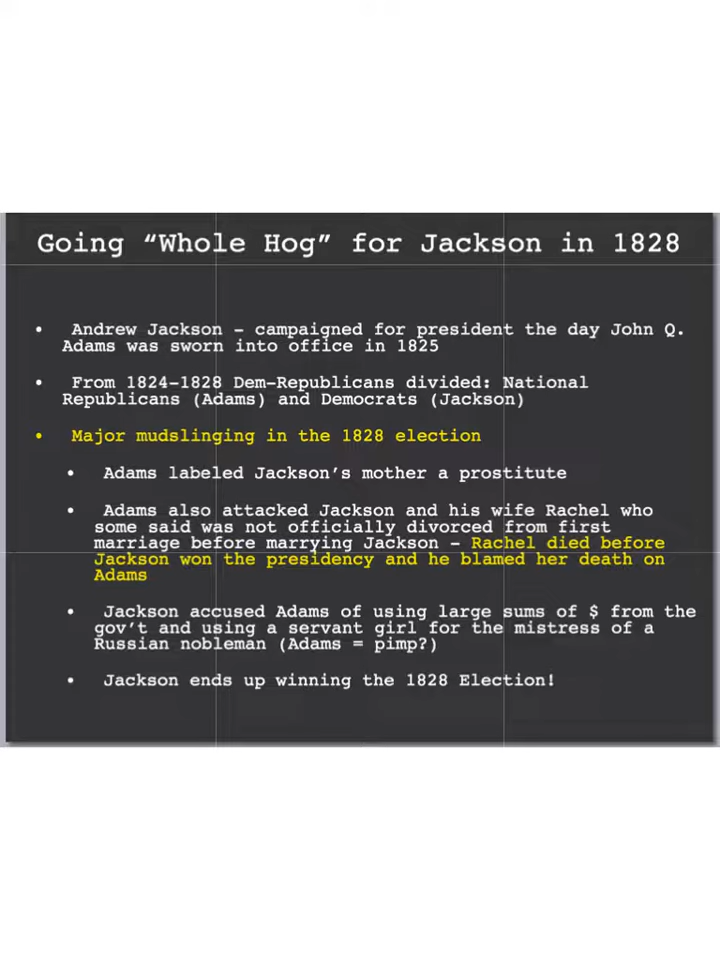 Going “Whole Hog” for Jackson in 1828
• Andrew Jackson – campaigned for president the day John Q.
Adams was sworn into office in 1825
• From 1824-1828 Dem-Republicans divided: National
Republicans (Adams) and Democrats (Jackson)
• Major mudslinging in the 1828 election
• Adams labeled Jackson’s mother a prostitute
• Adams also attacked Jackson and his wife Rachel who
some said was not officially divorced from first
marriage before marrying Jackson – Rachel died before
Jackson won the presidency and he blamed her death on
Adams
• Jackson accused Adams of using large sums of $ from the
gov’t and using a servant girl for the mistress of a
Russian nobleman (Adams = pimp?)
• Jackson ends up winning the 1828 Election!